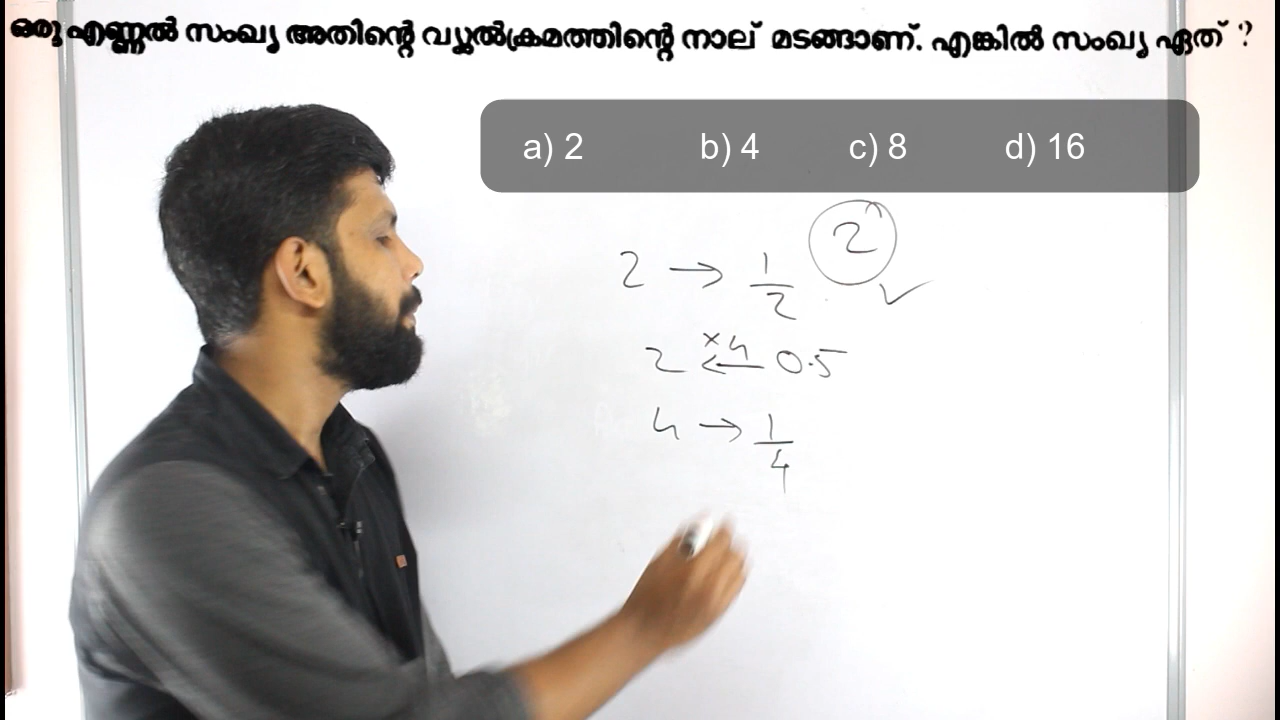 ഒരു എണ്ണൽ സംഖ്യ അതിന്റെ വ്യുൽക്രമത്തിന്റെ നാല് മടങ്ങാണ്. എങ്കിൽ സംഖ്യ ഏത് ?
a) 2 b) 4 c) 8 d) 16
2
2 → 1/2
2 ←×4 0.5
4 → 1/4